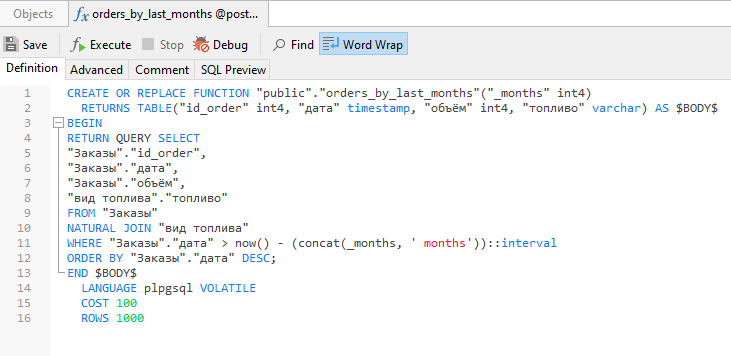 Objects fx orders_by_last_months @post...
Save Execute Stop Debug Find Word Wrap
Definition Advanced Comment SQL Preview
1 CREATE OR REPLACE FUNCTION "public"."orders_by_last_months"("_months" int4)
2 RETURNS TABLE("id_order" int4, "дата" timestamp, "объём" int4, "топливо" varchar) AS $BODY$
3 BEGIN
4 RETURN QUERY SELECT
5 "Заказы"."id_order",
6 "Заказы"."дата",
7 "Заказы"."объём",
8 "вид топлива"."топливо"
9 FROM "Заказы"
10 NATURAL JOIN "вид топлива"
11 WHERE "Заказы"."дата" > now() - (concat(_months, ' months'))::interval
12 ORDER BY "Заказы"."дата" DESC;
13 END $BODY$
14 LANGUAGE plpgsql VOLATILE
15 COST 100
16 ROWS 1000